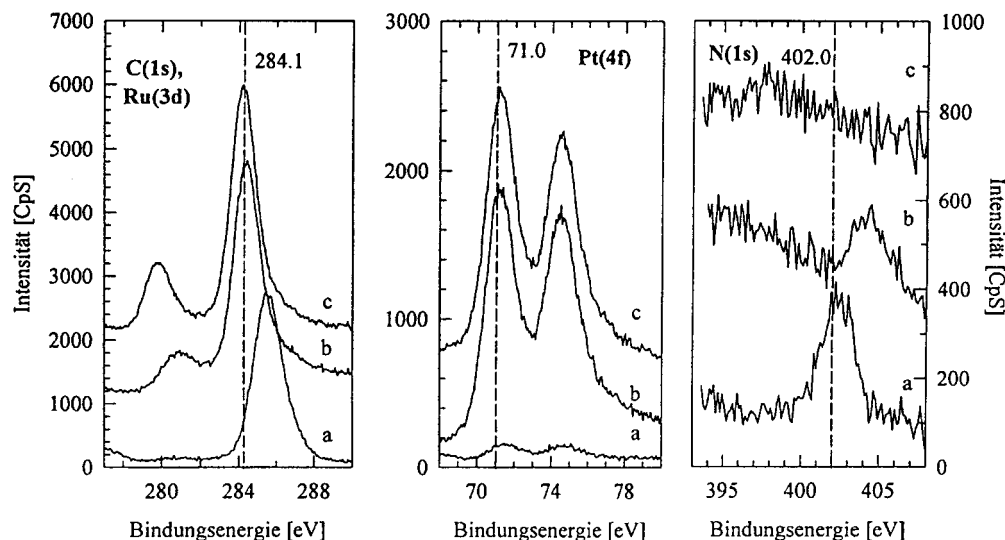 C(1s),
Ru(3d)
284.1
c
b
a
7000
6000
5000
4000
3000
2000
1000
0
280
284
288
Intensität [CpS]
Bindungsenergie [eV]
71.0
Pt(4f)
c
b
a
3000
2000
1000
0
70
74
78
Bindungsenergie [eV]
N(1s)
402.0
c
b
a
1000
800
600
400
200
0
395
400
405
Intensität [CpS]
Bindungsenergie [eV]